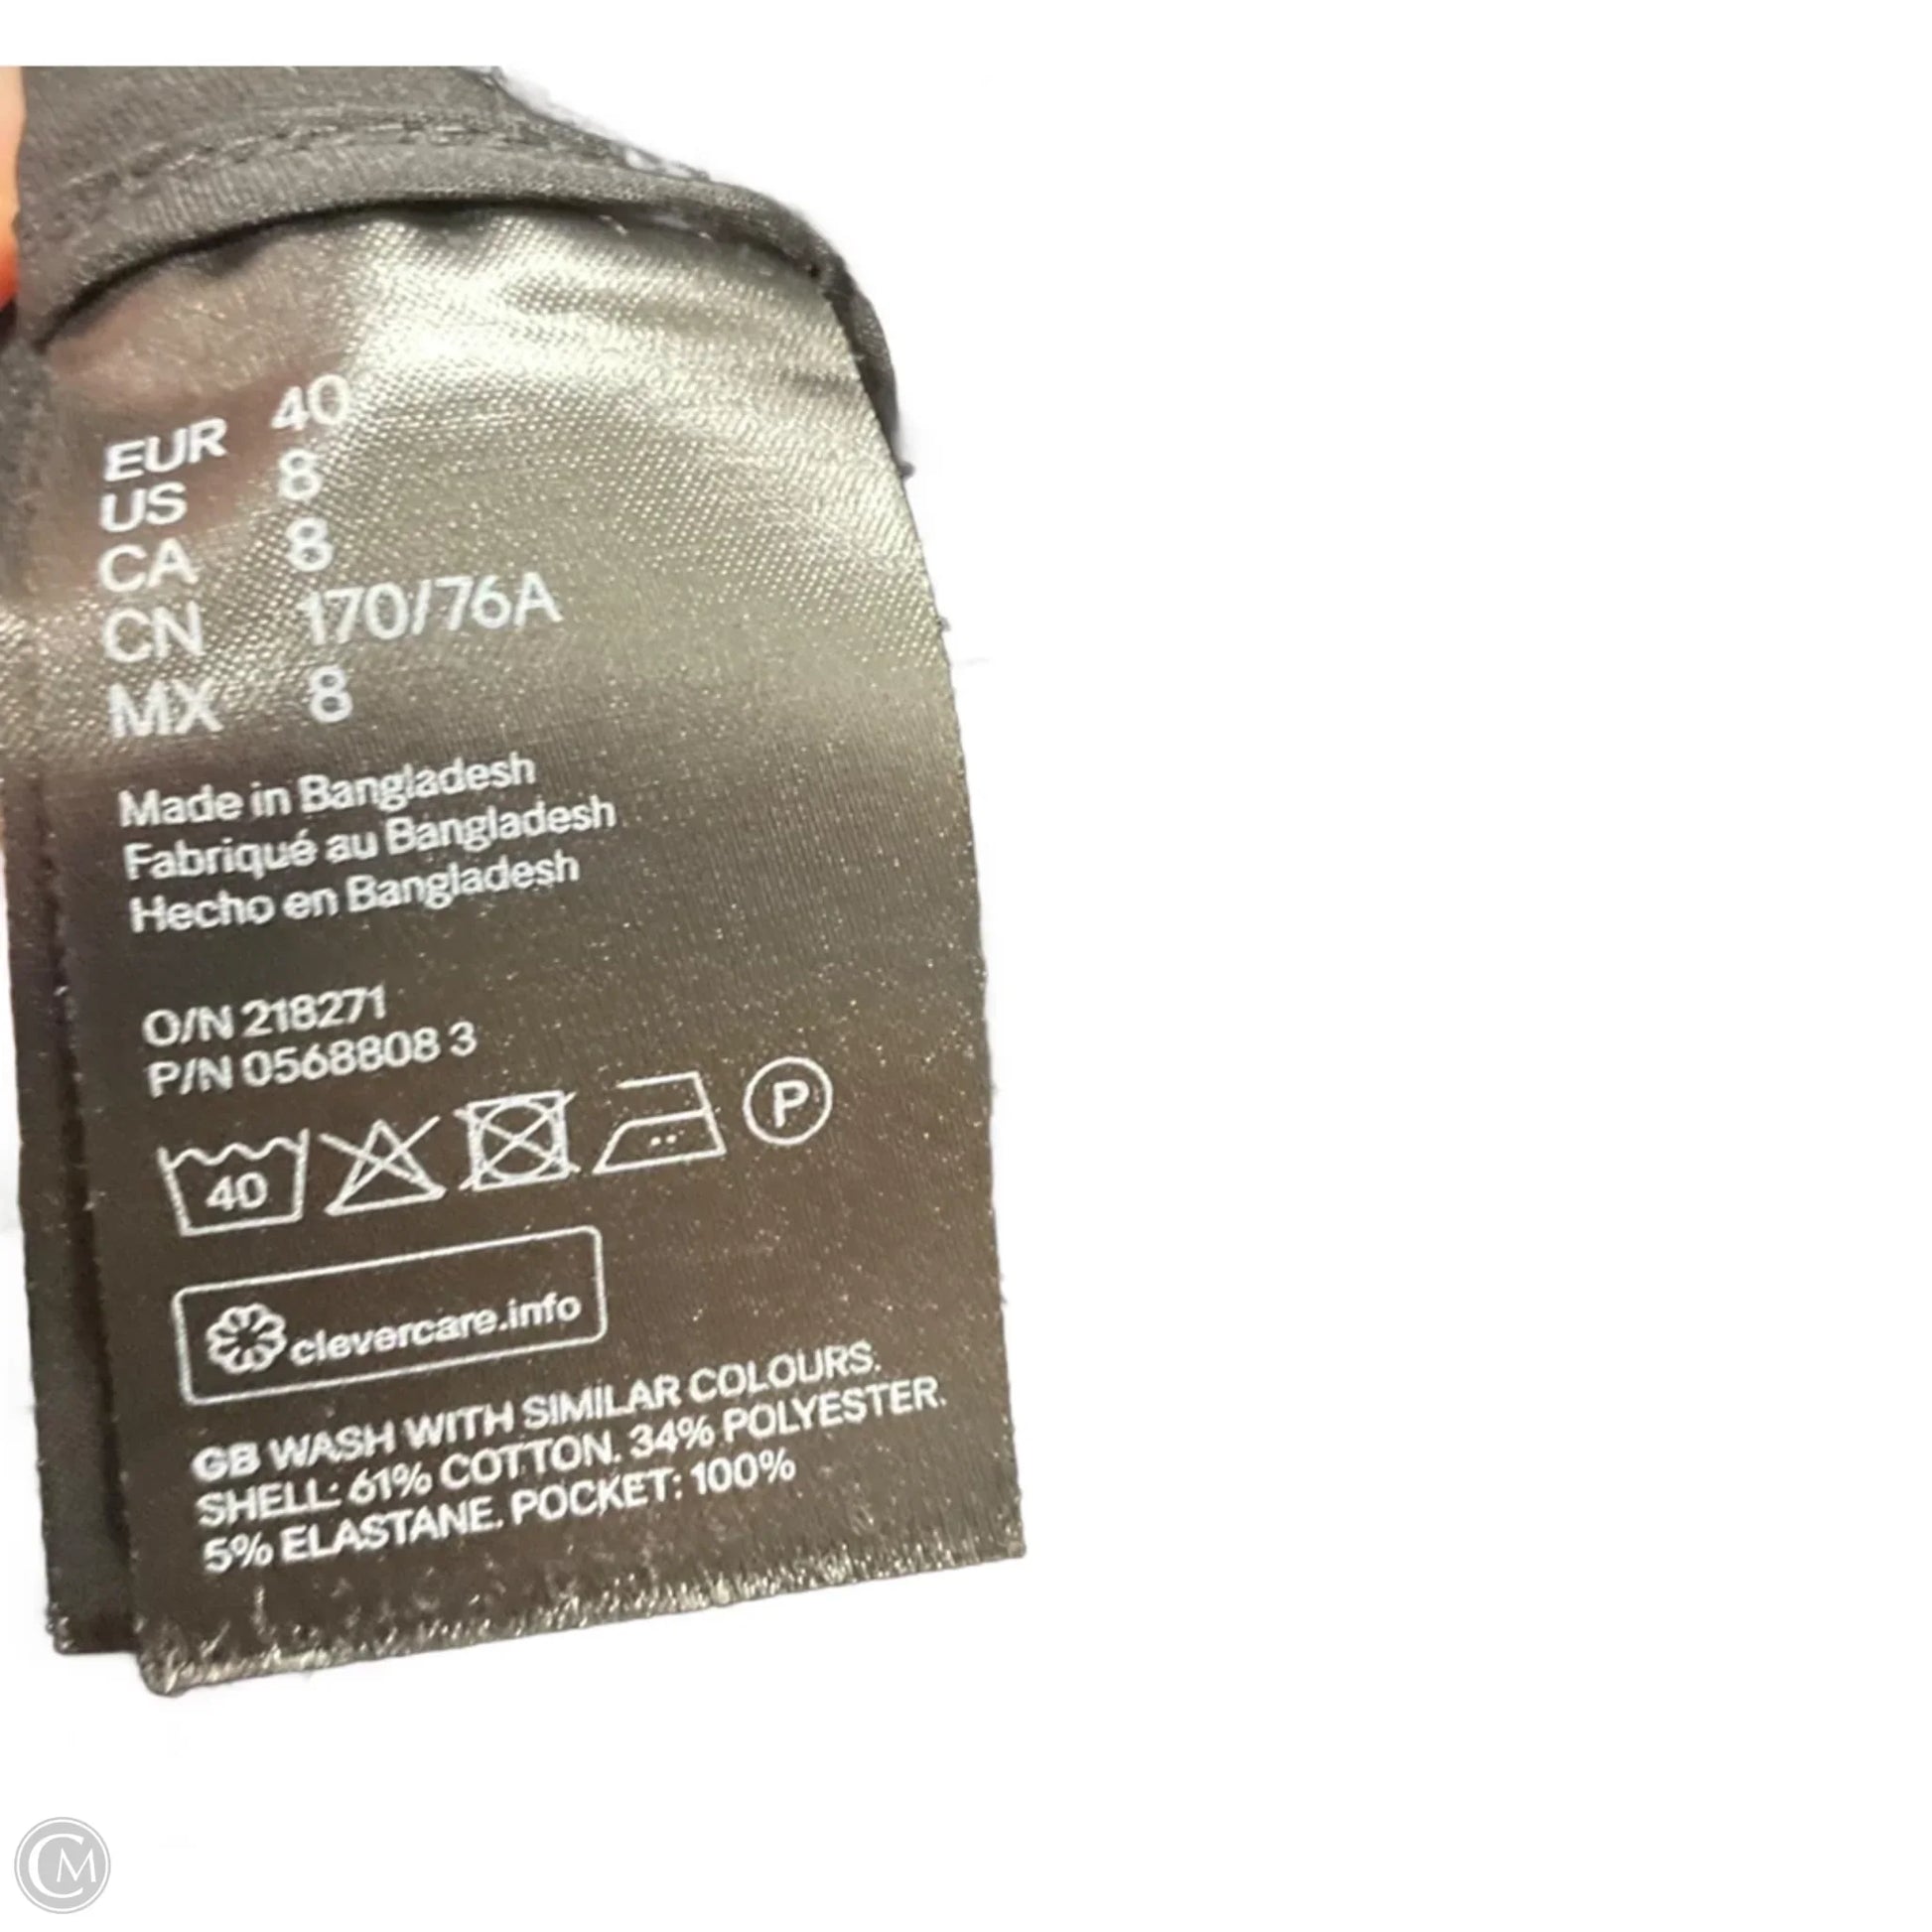 EUR 40
US 8
CA 8
CN 170/76A
MX 8
Made in Bangladesh
Fabriqué au Bangladesh
Hecho en Bangladesh
O/N 218271
P/N 0568808 3
40
P
clevercare.info
GB WASH WITH SIMILAR COLOURS.
SHELL: 61% COTTON. 34% POLYESTER.
5% ELASTANE. POCKET: 100%
CM